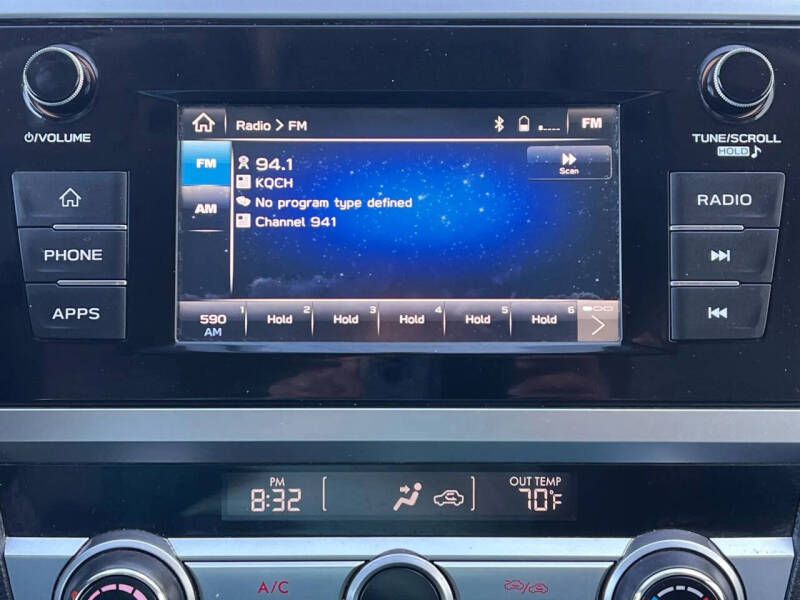 Radio > FM
FM
⏻/VOLUME
TUNE/SCROLL
HOLD♪
FM
94.1
Scan
KQCH
AM
No program type defined
Channel 941
RADIO
PHONE
APPS
1 2 3 4 5 6
590 Hold Hold Hold Hold Hold
AM
PM
8:32
OUT TEMP
70°F
A/C